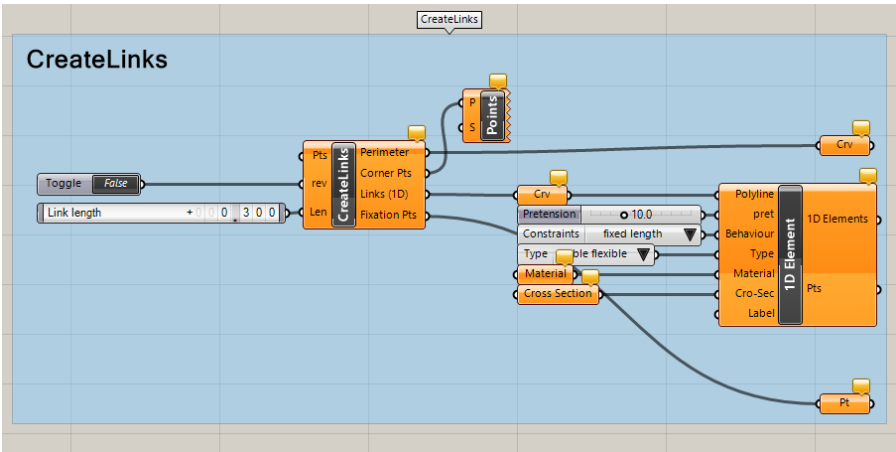 CreateLinks
CreateLinks
P
S
Points
Crv
Pts
rev
Len
CreateLinks
Perimeter
Corner Pts
Links (1D)
Fixation Pts
Toggle False
Link length +0 0 0 . 3 0 0
Crv
Pretension 10.0
Constraints fixed length
Type ble flexible
Material
Cross Section
Polyline
pret
Behaviour
Type
Material
Cro-Sec
Label
1D Element
1D Elements
Pts
Pt